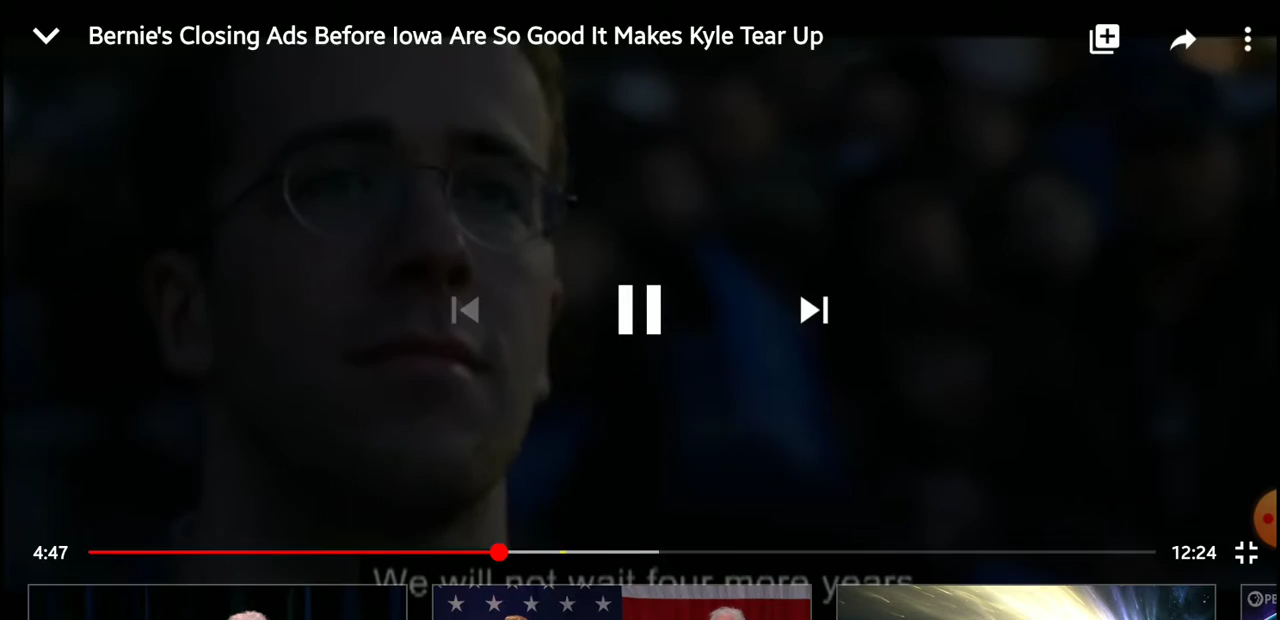 Bernie's Closing Ads Before Iowa Are So Good It Makes Kyle Tear Up
4:47
12:24
We will not wait four more years